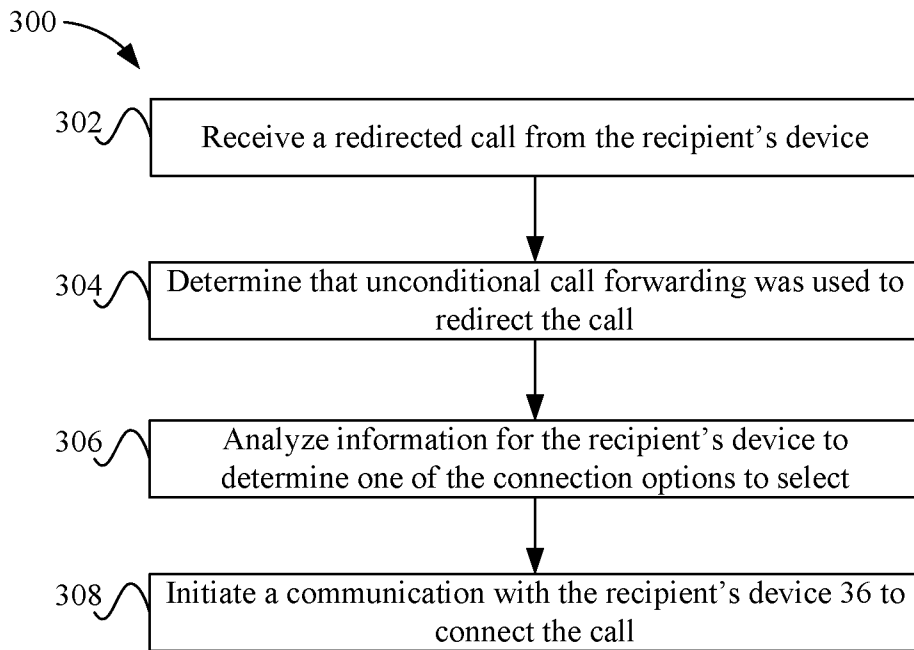 300
302
Receive a redirected call from the recipient’s device
304
Determine that unconditional call forwarding was used to
redirect the call
306
Analyze information for the recipient’s device to
determine one of the connection options to select
308
Initiate a communication with the recipient’s device 36 to
connect the call